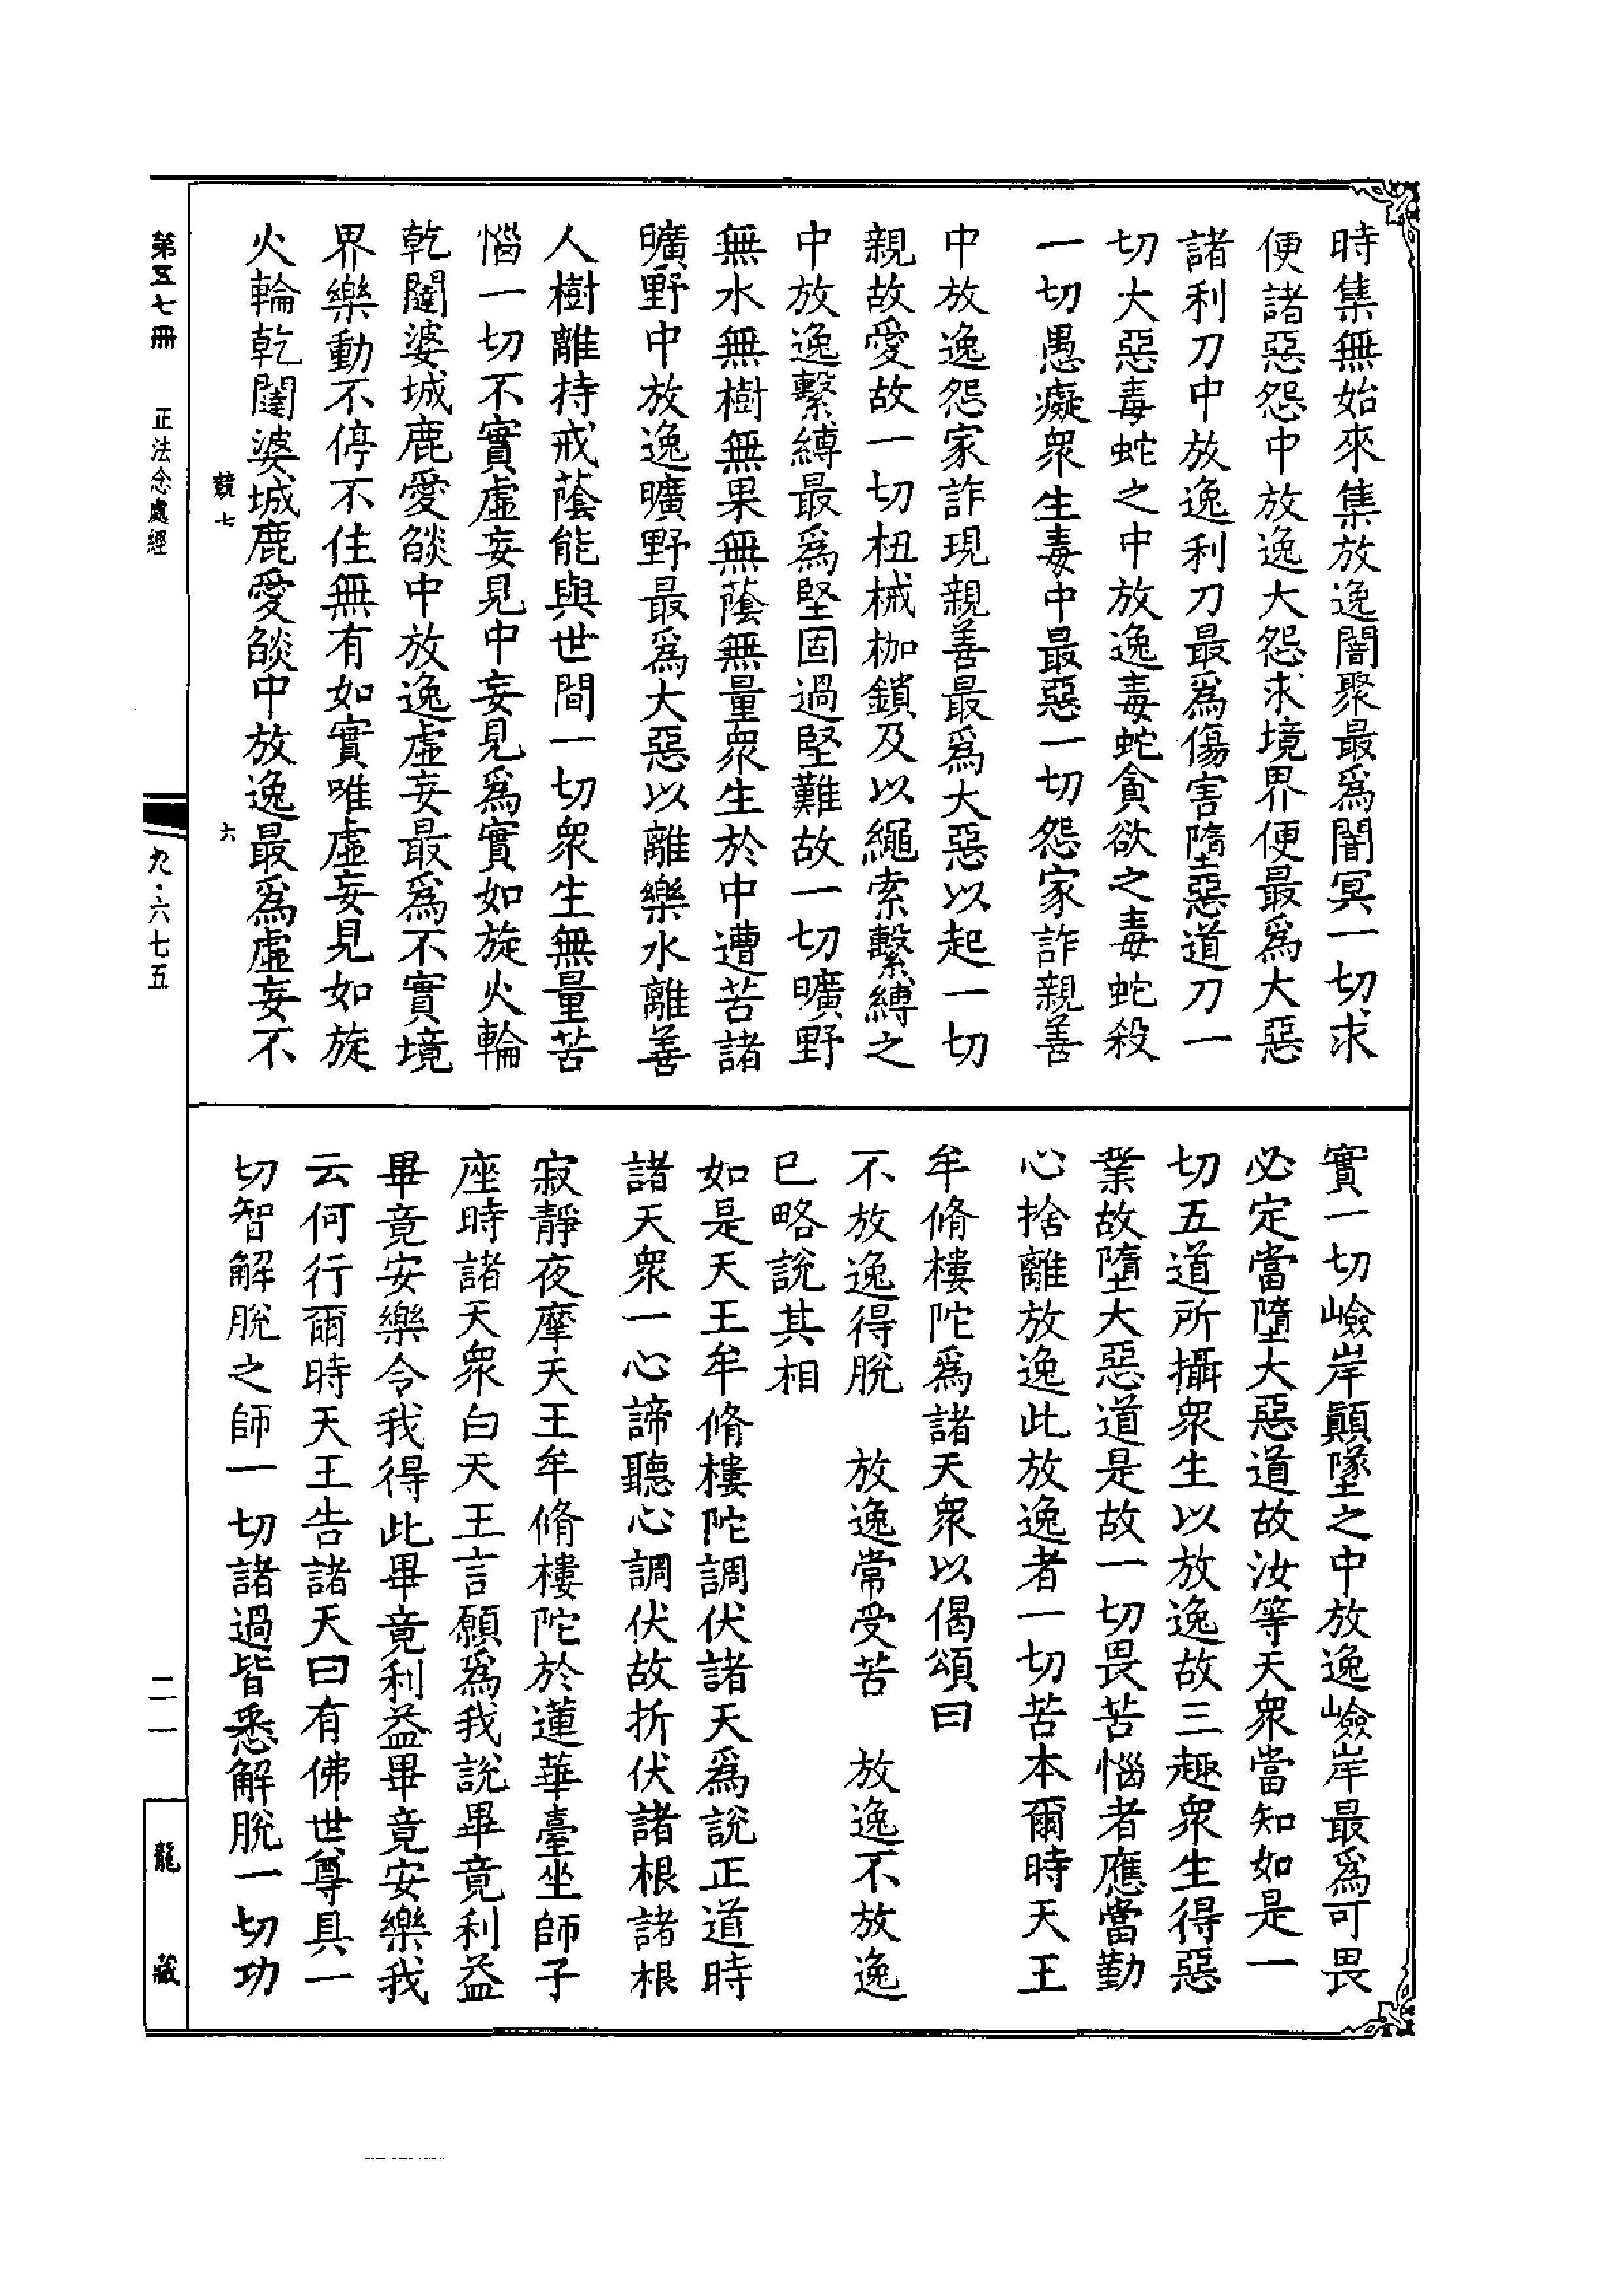 時集無始來集放逸闇聚最爲闇冥一切求
便諸惡怨中放逸大怨求境界便最爲大惡
諸利刀中放逸利刀最爲傷害墮惡道刀一
切大惡毒蛇之中放逸毒蛇貪欲之毒蛇殺
一切愚癡衆生毒中最惡一切怨家詐親善
中放逸怨家詐現親善最爲大惡以起一切
親故愛故一切杻械枷鎖及以繩索繫縛之
中放逸繫縛最爲堅固過堅難故一切曠野
無水無樹無果無蔭無量衆生於中遭苦諸
曠野中放逸曠野最爲大惡以離樂水離善
人樹離持戒蔭能與世間一切衆生無量苦
惱一切不實虛妄見中妄見爲實如旋火輪
乾闥婆城鹿愛燄中放逸虛妄最爲不實境
界樂動不停不住無有如實唯虛妄見如旋
火輪乾闥婆城鹿愛燄中放逸最爲虛妄不
實一切嶮岸顚墜之中放逸嶮岸最爲可畏
必定當墮大惡道故汝等天衆當知如是一
切五道所攝衆生以放逸故三趣衆生得惡
業故墮大惡道是故一切畏苦惱者應當勤
心捨離放逸此放逸者一切苦本爾時天王
牟脩樓陀爲諸天衆以偈頌曰
不放逸得脫　放逸常受苦　放逸不放逸
已略說其相
如是天王牟脩樓陀調伏諸天爲說正道時
諸天衆一心諦聽心調伏故折伏諸根諸根
寂靜夜摩天王牟脩樓陀於蓮華臺坐師子
座時諸天衆白天王言願爲我說畢竟利益
畢竟安樂令我得此畢竟利益畢竟安樂我
云何行爾時天王告諸天曰有佛世尊具一
切智解脫之師一切諸過皆悉解脫一切功
競七
六
第五七冊　正法念處經
九·六七五
二一
龍藏